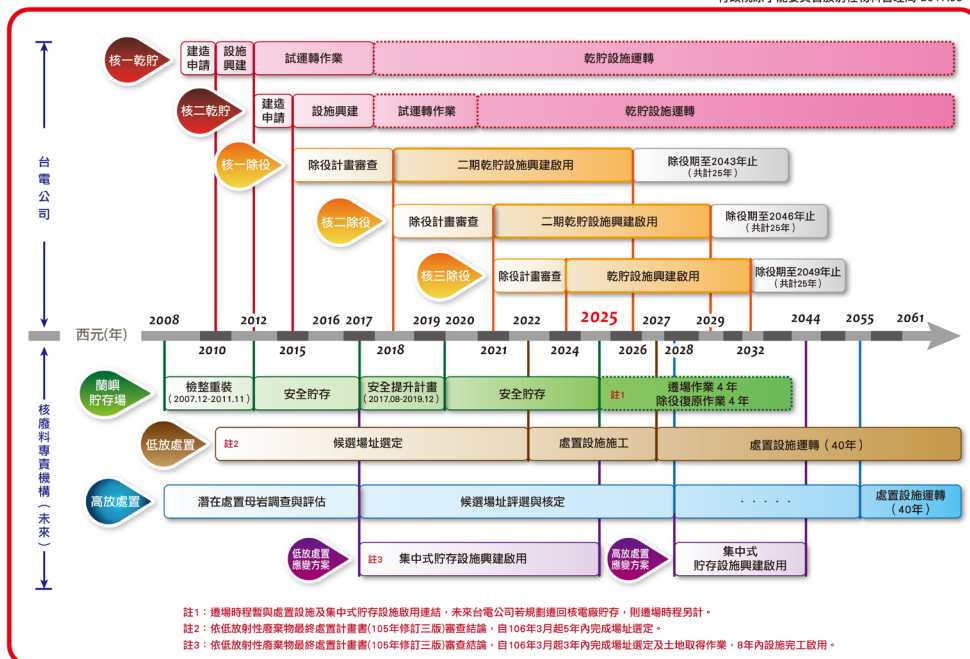 行政院原子能委員會放射性物料管理局 2017.08
核一乾貯
建造
申請
設施
興建
試運轉作業
乾貯設施運轉
核二乾貯
建造
申請
設施興建
試運轉作業
乾貯設施運轉
台電公司
核一除役
除役計畫審查
二期乾貯設施興建啟用
除役期至2043年止
(共計25年)
核二除役
除役計畫審查
二期乾貯設施興建啟用
除役期至2046年止
(共計25年)
核三除役
除役計畫審查
乾貯設施興建啟用
除役期至2049年止
(共計25年)
西元(年)
2008 2012 2016 2017 2019 2020 2022 2025 2027 2029 2044 2055 2061
2010 2015 2018 2021 2024 2026 2028 2032
核廢料專責機構(未來)
蘭嶼
貯存場
檢整重裝
(2007.12-2011.11)
安全貯存
安全提升計畫
(2017.08-2019.12)
安全貯存
註1
遷場作業 4 年
除役復原作業 4 年
低放處置
註2
候選場址選定
處置設施施工
處置設施運轉(40年)
高放處置
潛在處置母岩調查與評估
候選場址評選與核定
· · · · ·
處置設施運轉
(40年)
低放處置
應變方案
註3
集中式貯存設施興建啟用
高放處置
應變方案
集中式
貯存設施興建啟用
註1:遷場時程暫與處置設施及集中式貯存設施啟用連結,未來台電公司若規劃遷回核電廠貯存,則遷場時程另計。
註2:依低放射性廢棄物最終處置計畫書(105年修訂三版)審查結論,自106年3月起5年內完成場址選定。
註3:依低放射性廢棄物最終處置計畫書(105年修訂三版)審查結論,自106年3月起3年內完成場址選定及土地取得作業,8年內設施完工啟用。